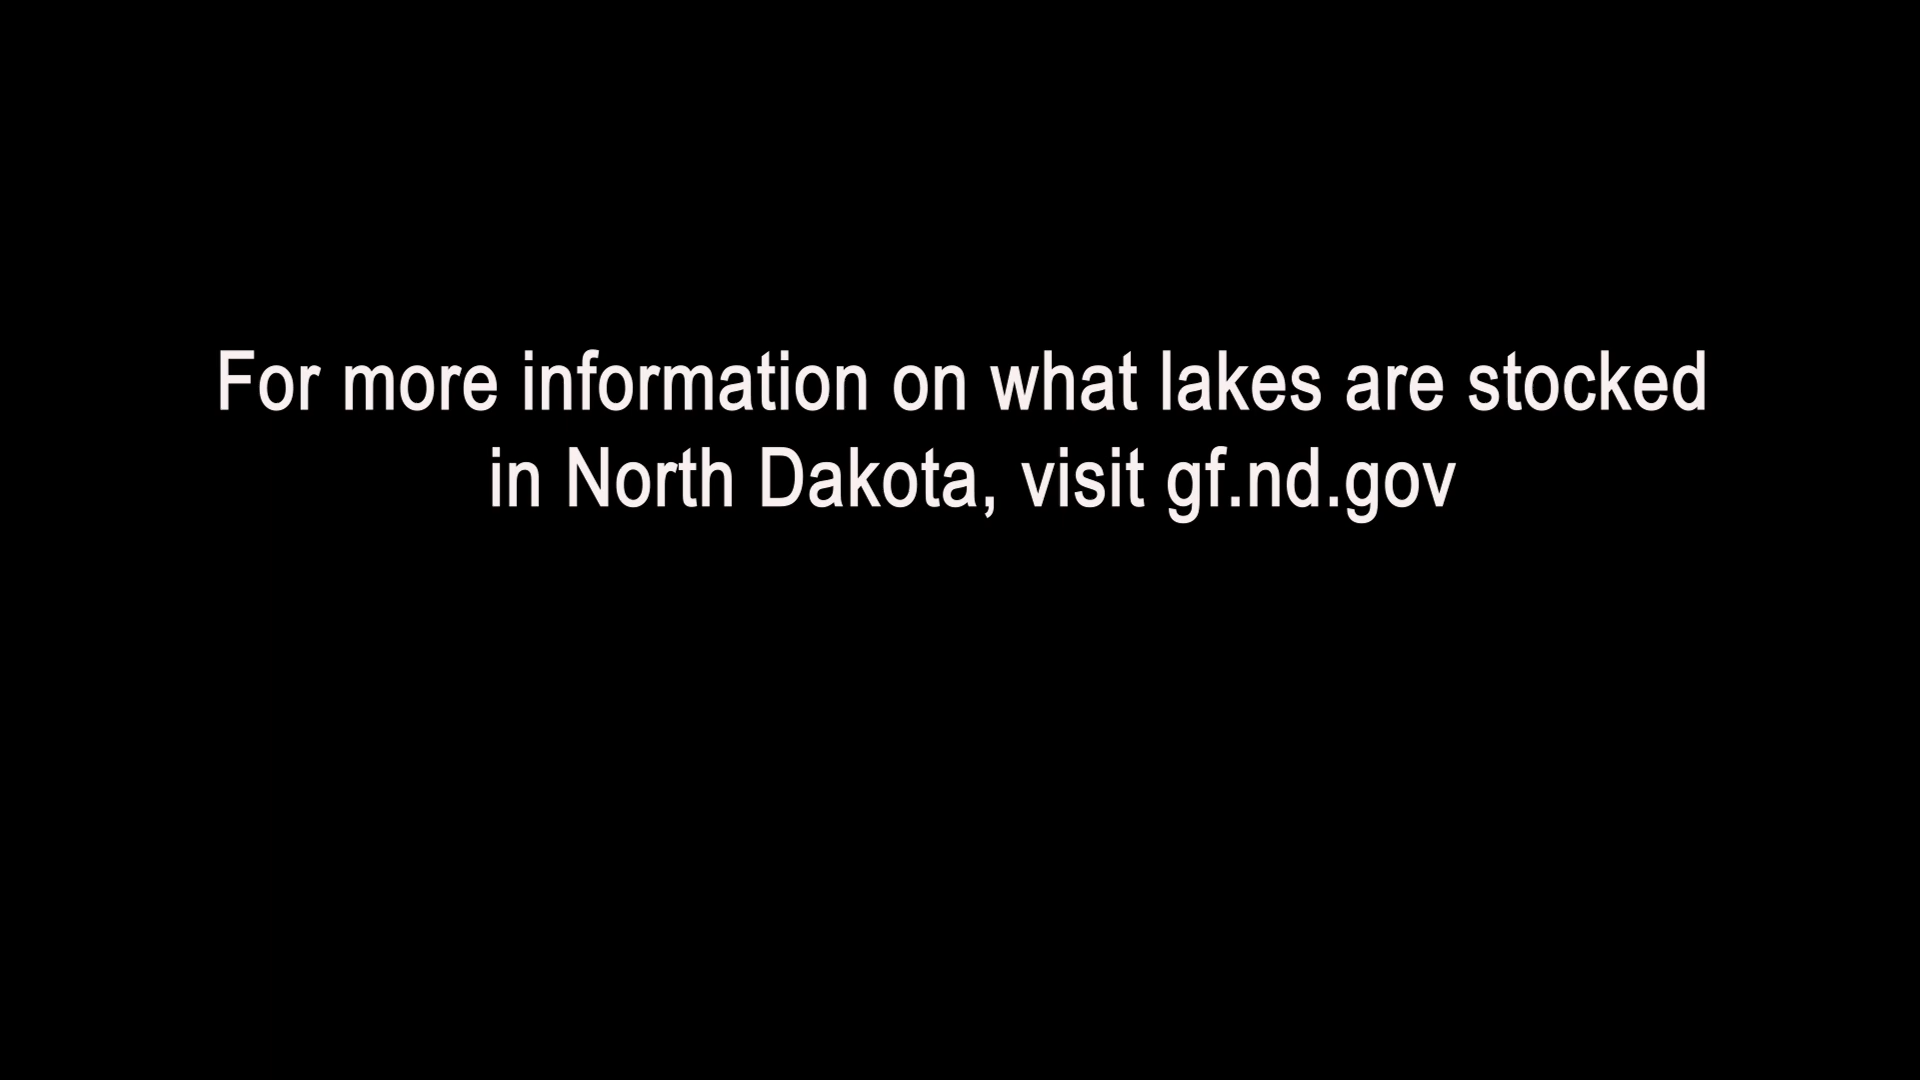 For more information on what lakes are stocked
in North Dakota, visit gf.nd.gov